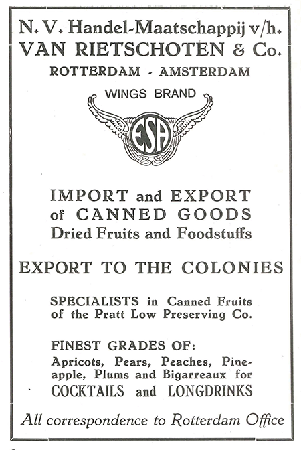 N. V. Handel-Maatschappij v/h.
VAN RIETSCHOTEN & Co.
ROTTERDAM - AMSTERDAM
WINGS BRAND
ESH
IMPORT and EXPORT
of CANNED GOODS
Dried Fruits and Foodstuffs
EXPORT TO THE COLONIES
SPECIALISTS in Canned Fruits
of the Pratt Low Preserving Co.
FINEST GRADES OF:
Apricots, Pears, Peaches, Pine-
apple, Plums and Bigarreaux for
COCKTAILS and LONGDRINKS
All correspondence to Rotterdam Office